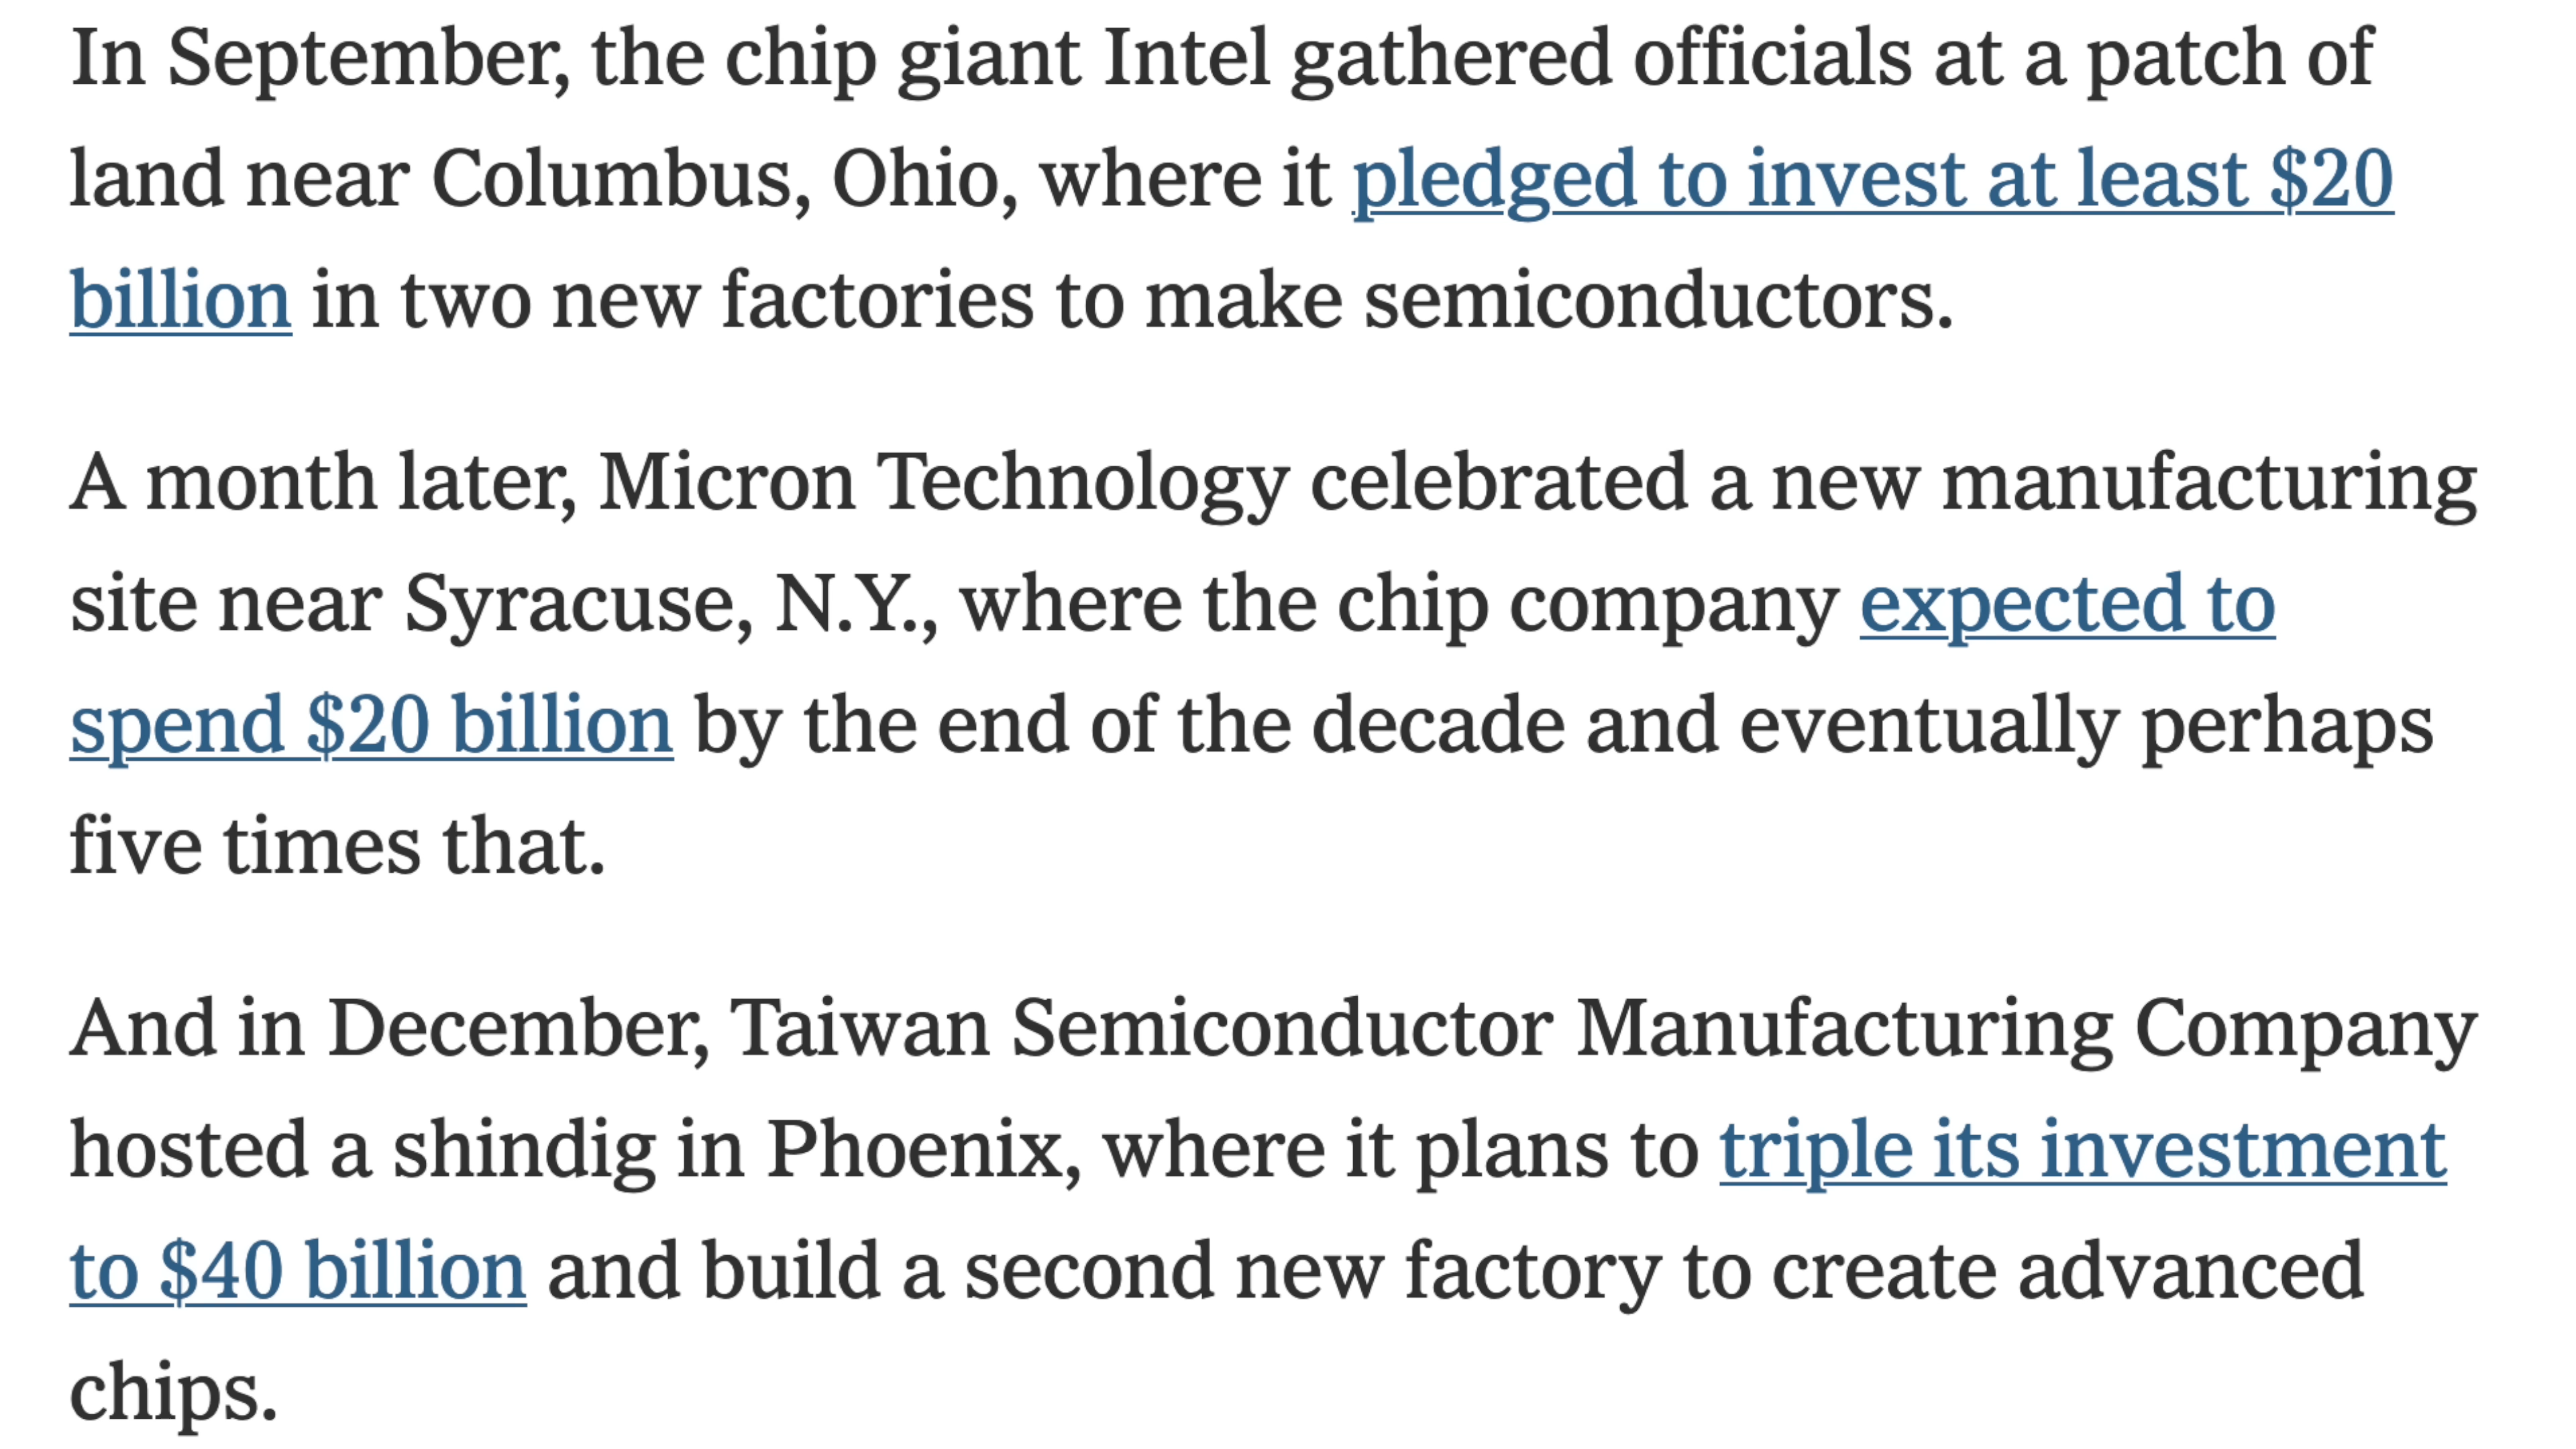 In September, the chip giant Intel gathered officials at a patch of
land near Columbus, Ohio, where it pledged to invest at least $20
billion in two new factories to make semiconductors.
A month later, Micron Technology celebrated a new manufacturing
site near Syracuse, N.Y., where the chip company expected to
spend $20 billion by the end of the decade and eventually perhaps
five times that.
And in December, Taiwan Semiconductor Manufacturing Company
hosted a shindig in Phoenix, where it plans to triple its investment
to $40 billion and build a second new factory to create advanced
chips.